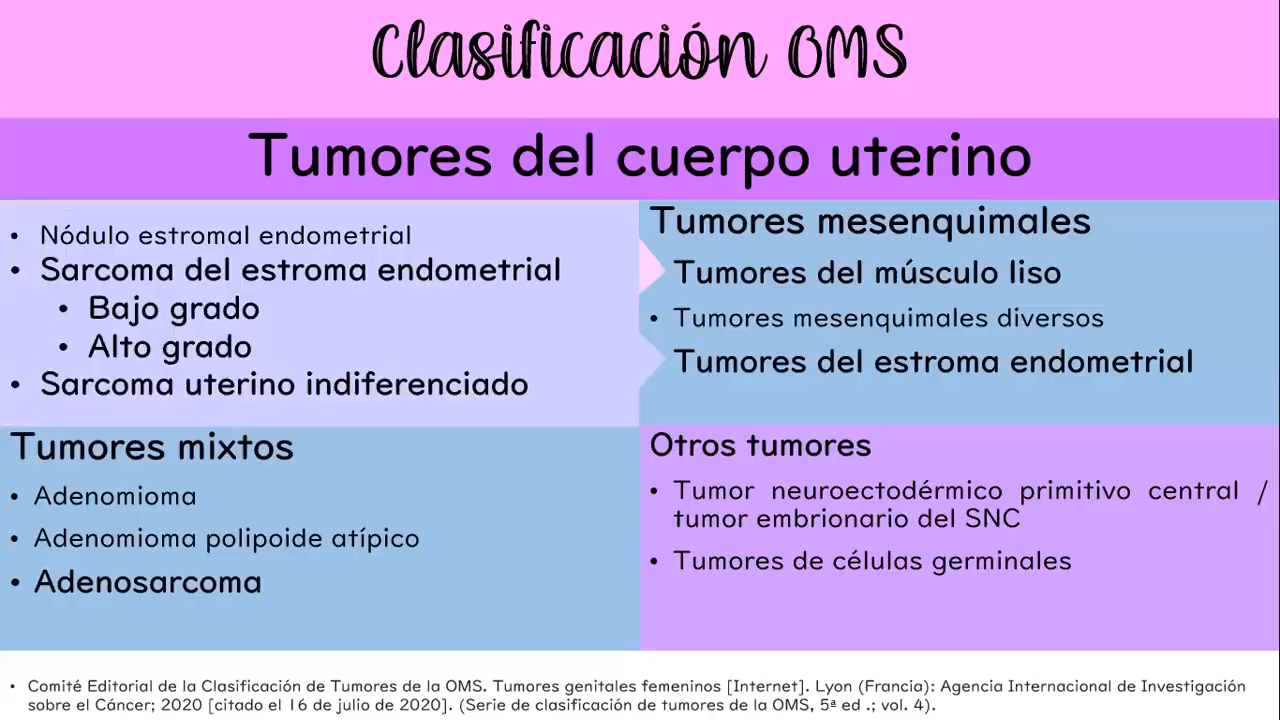 Clasificación OMS
Tumores del cuerpo uterino
• Nódulo estromal endometrial
• Sarcoma del estroma endometrial
• Bajo grado
• Alto grado
• Sarcoma uterino indiferenciado
Tumores mesenquimales
Tumores del músculo liso
• Tumores mesenquimales diversos
Tumores del estroma endometrial
Tumores mixtos
• Adenomioma
• Adenomioma polipoide atípico
• Adenosarcoma
Otros tumores
• Tumor neuroectodérmico primitivo central /
tumor embrionario del SNC
• Tumores de células germinales
• Comité Editorial de la Clasificación de Tumores de la OMS. Tumores genitales femeninos [Internet]. Lyon (Francia): Agencia Internacional de Investigación
sobre el Cáncer; 2020 [citado el 16 de julio de 2020]. (Serie de clasificación de tumores de la OMS, 5ª ed .; vol. 4).